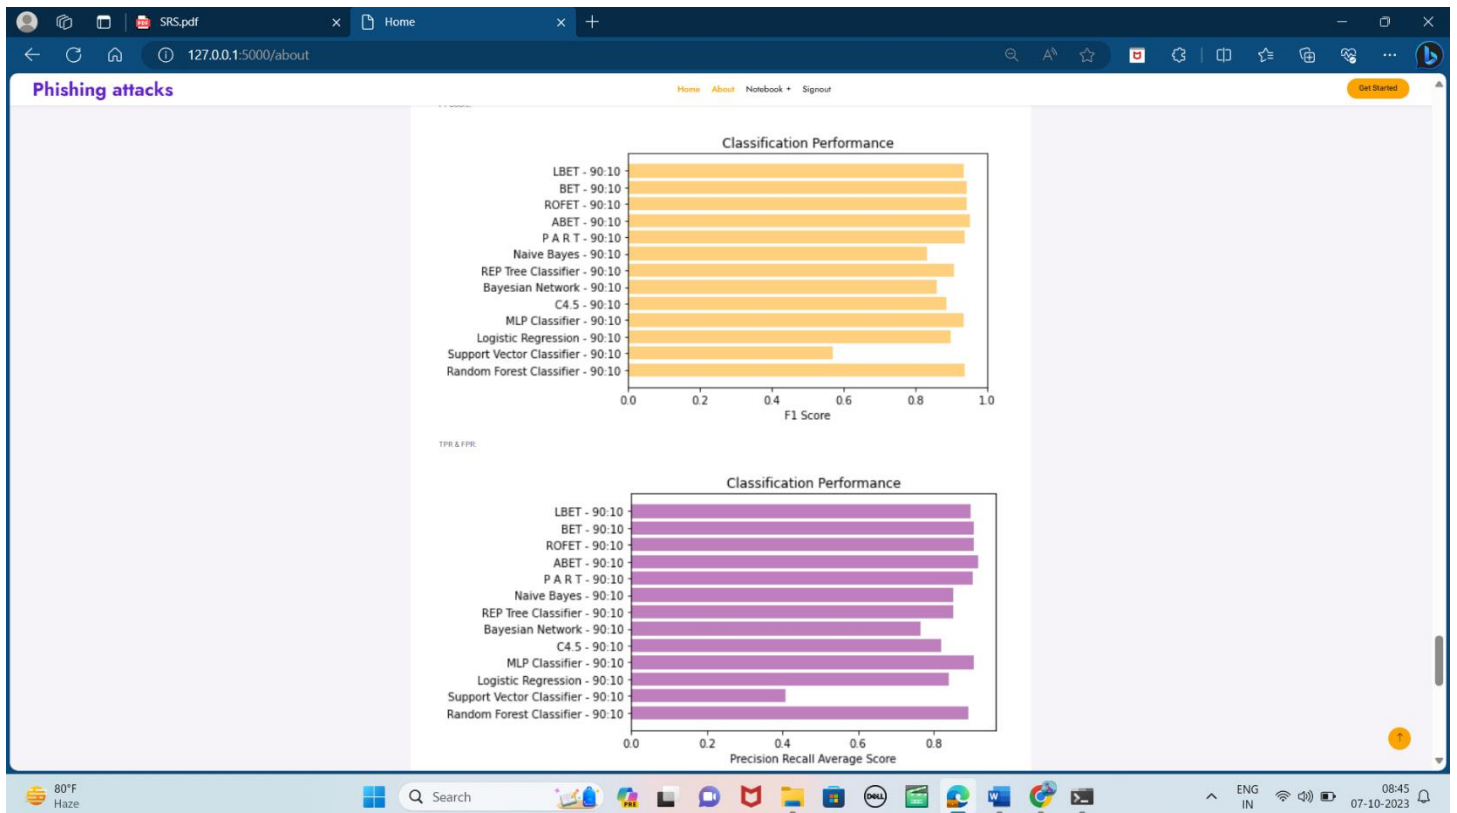 SRS.pdf
Home
127.0.0.1:5000/about
Phishing attacks
Home About Notebook + Signout
Get Started
Classification Performance
LBET - 90:10
BET - 90:10
ROFET - 90:10
ABET - 90:10
P A R T - 90:10
Naive Bayes - 90:10
REP Tree Classifier - 90:10
Bayesian Network - 90:10
C4.5 - 90:10
MLP Classifier - 90:10
Logistic Regression - 90:10
Support Vector Classifier - 90:10
Random Forest Classifier - 90:10
0.0 0.2 0.4 0.6 0.8 1.0
F1 Score
TPR & FPR:
Classification Performance
LBET - 90:10
BET - 90:10
ROFET - 90:10
ABET - 90:10
P A R T - 90:10
Naive Bayes - 90:10
REP Tree Classifier - 90:10
Bayesian Network - 90:10
C4.5 - 90:10
MLP Classifier - 90:10
Logistic Regression - 90:10
Support Vector Classifier - 90:10
Random Forest Classifier - 90:10
0.0 0.2 0.4 0.6 0.8
Precision Recall Average Score
80°F
Haze
Search
PRE
DELL
ENG
IN
08:45
07-10-2023